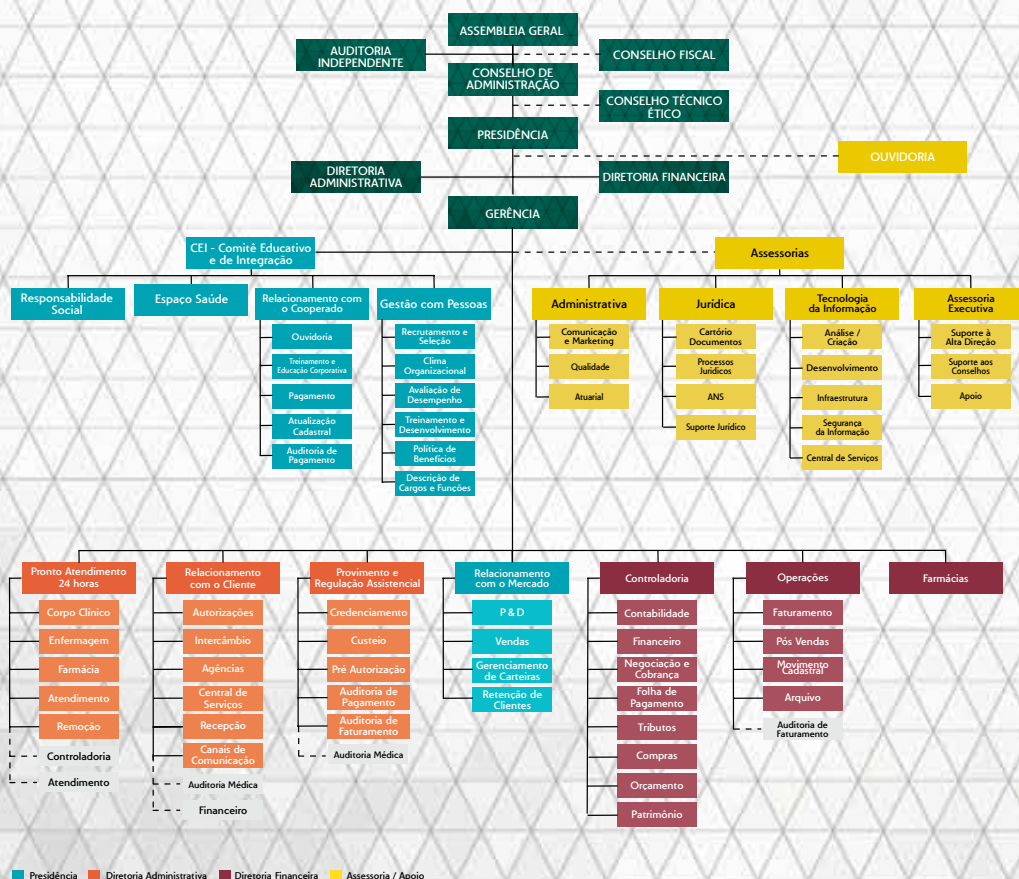 ASSEMBLEIA GERAL
AUDITORIA
INDEPENDENTE
CONSELHO FISCAL
CONSELHO DE
ADMINISTRAÇÃO
CONSELHO TÉCNICO
ÉTICO
PRESIDÊNCIA
OUVIDORIA
DIRETORIA
ADMINISTRATIVA
DIRETORIA FINANCEIRA
GERÊNCIA
CEI - Comitê Educativo
e de Integração
Assessorias
Responsabilidade
Social
Espaço Saúde
Relacionamento com
o Cooperado
Ouvidoria
Treinamento e
Educação Corporativa
Pagamento
Atualização
Cadastral
Auditoria de
Pagamento
Gestão com Pessoas
Recrutamento e
Seleção
Clima
Organizacional
Avaliação de
Desempenho
Treinamento e
Desenvolvimento
Política de
Benefícios
Descrição de
Cargos e Funções
Administrativa
Comunicação
e Marketing
Qualidade
Atuarial
Jurídica
Cartório
Documentos
Processos
Jurídicos
ANS
Suporte Jurídico
Tecnologia
da Informação
Análise /
Criação
Desenvolvimento
Infraestrutura
Segurança
da Informação
Central de Serviços
Assessoria
Executiva
Suporte à
Alta Direção
Suporte aos
Conselhos
Apoio
Pronto Atendimento
24 horas
Corpo Clínico
Enfermagem
Farmácia
Atendimento
Remoção
Controladoria
Atendimento
Relacionamento
com o Cliente
Autorizações
Intercâmbio
Agências
Central de
Serviços
Recepção
Canais de
Comunicação
Auditoria Médica
Financeiro
Provimento e
Regulação Assistencial
Credenciamento
Custeio
Pré Autorização
Auditoria de
Pagamento
Auditoria de
Faturamento
Auditoria Médica
Relacionamento
com o Mercado
P & D
Vendas
Gerenciamento
de Carteiras
Retenção de
Clientes
Controladoria
Contabilidade
Financeiro
Negociação e
Cobrança
Folha de
Pagamento
Tributos
Compras
Orçamento
Patrimônio
Operações
Faturamento
Pós Vendas
Movimento
Cadastral
Arquivo
Auditoria de
Faturamento
Farmácias
Presidência Diretoria Administrativa Diretoria Financeira Assessoria / Apoio